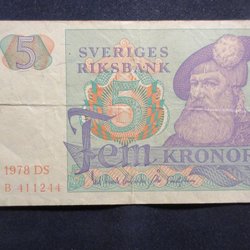 5
SVERIGES
RIKSBANK
5
Fem KRONOR
1978 DS
B 411244